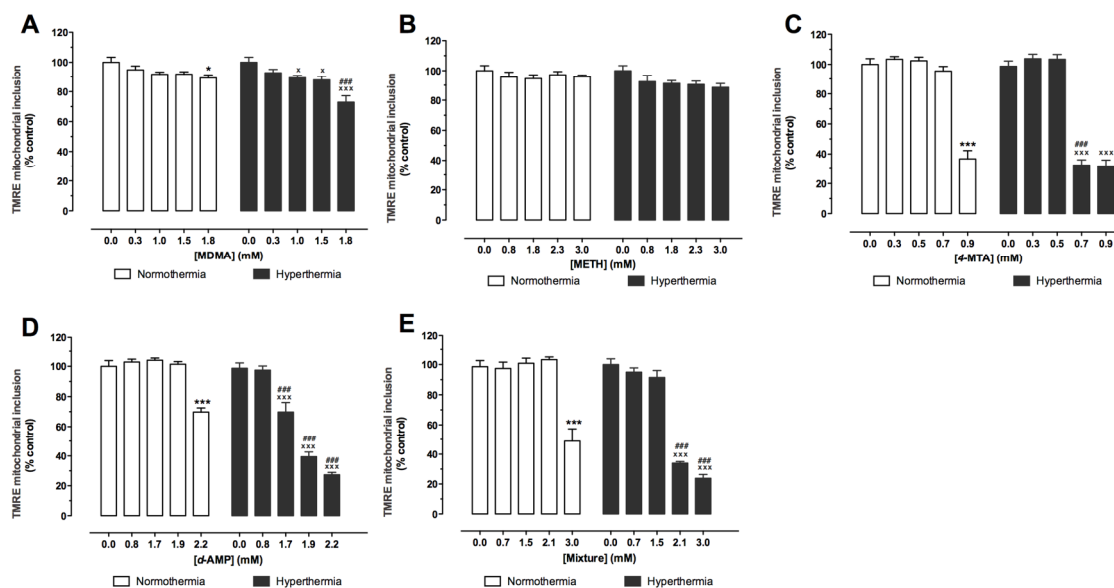 A
TMRE mitochondrial inclusion
(% control)
120
100
80
60
40
20
0
*
x
x
###
xxx
0.0 0.3 1.0 1.5 1.8 0.0 0.3 1.0 1.5 1.8
[MDMA] (mM)
Normothermia Hyperthermia
B
TMRE mitochondrial inclusion
(% control)
120
100
80
60
40
20
0
0.0 0.8 1.8 2.3 3.0 0.0 0.8 1.8 2.3 3.0
[METH] (mM)
Normothermia Hyperthermia
C
TMRE mitochondrial inclusion
(% control)
120
100
80
60
40
20
0
***
###
xxx
xxx
0.0 0.3 0.5 0.7 0.9 0.0 0.3 0.5 0.7 0.9
[4-MTA] (mM)
Normothermia Hyperthermia
D
TMRE mitochondrial inclusion
(% control)
120
100
80
60
40
20
0
***
###
xxx
###
xxx
###
xxx
0.0 0.8 1.7 1.9 2.2 0.0 0.8 1.7 1.9 2.2
[d-AMP] (mM)
Normothermia Hyperthermia
E
TMRE mitochondrial inclusion
(% control)
120
100
80
60
40
20
0
***
###
xxx
###
xxx
0.0 0.7 1.5 2.1 3.0 0.0 0.7 1.5 2.1 3.0
[Mixture] (mM)
Normothermia Hyperthermia